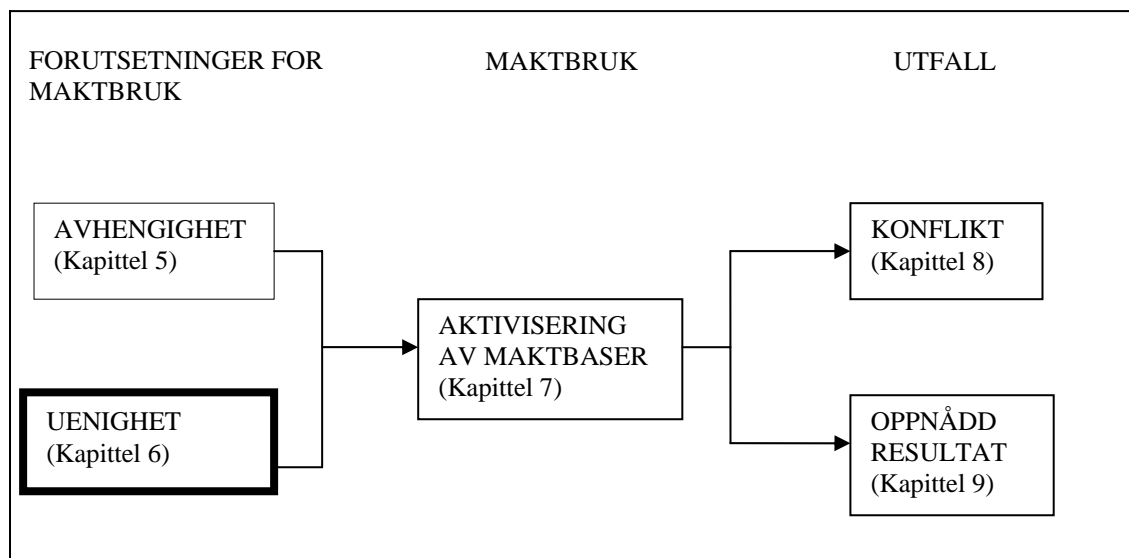 FORUTSETNINGER FOR
MAKTBRUK
MAKTBRUK
UTFALL
AVHENGIGHET
(Kapittel 5)
UENIGHET
(Kapittel 6)
AKTIVISERING
AV MAKTBASER
(Kapittel 7)
KONFLIKT
(Kapittel 8)
OPPNÅDD
RESULTAT
(Kapittel 9)